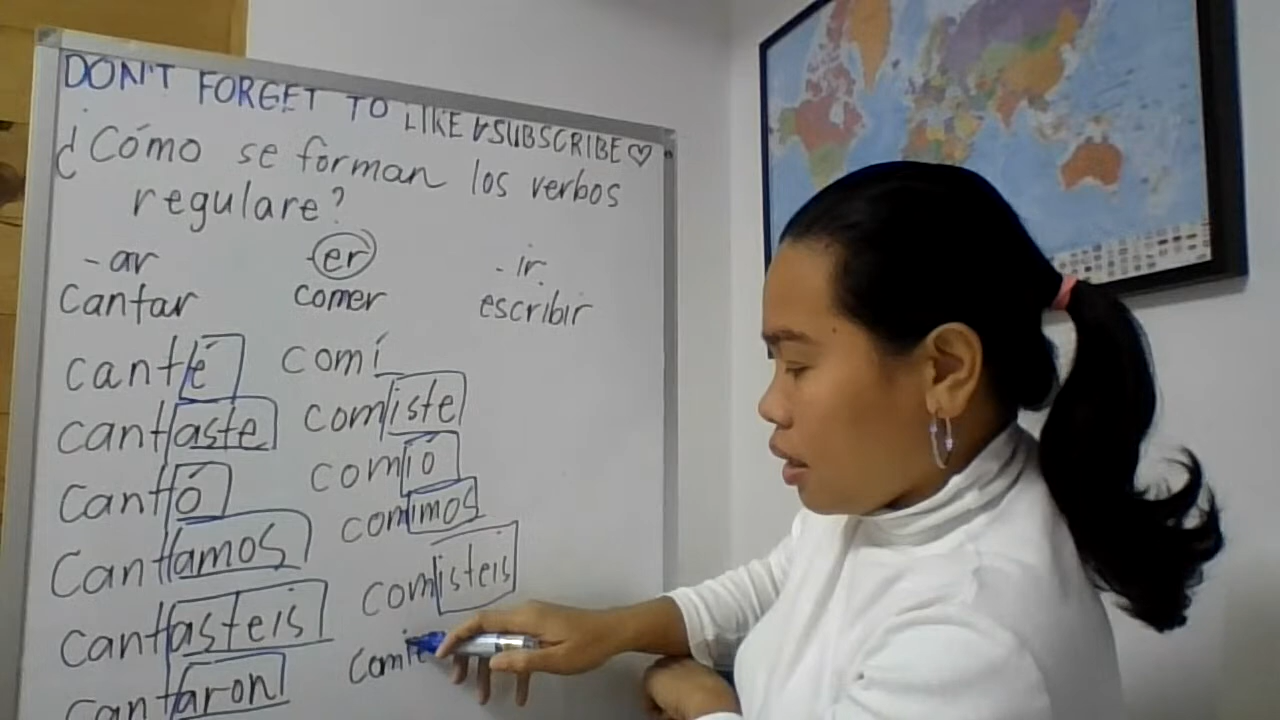 DON'T FORGET TO LIKE & SUBSCRIBE ♡
¿Cómo se forman los verbos
regulare?
-ar -er -ir
cantar comer escribir
canté comí
cantaste comiste
cantó comió
cantamos comimos
cantasteis comisteis
cantaron comie